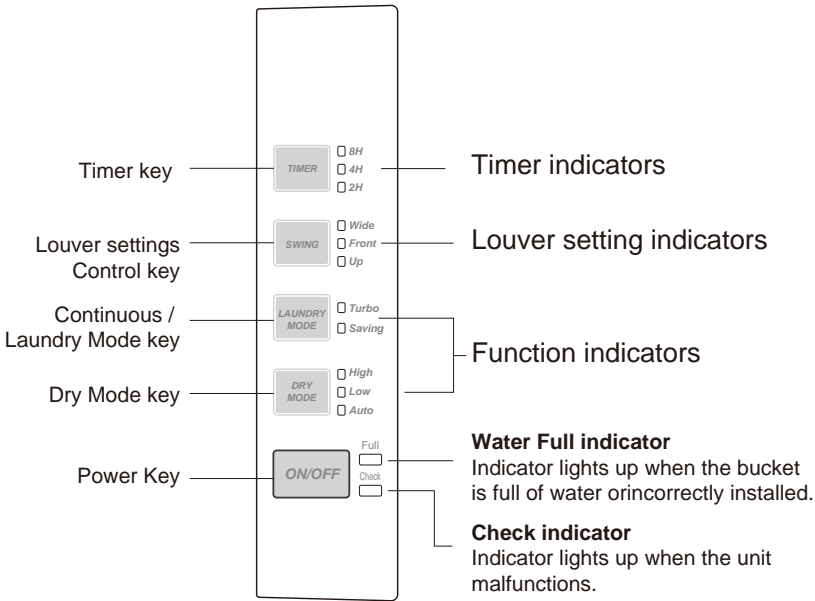 Timer key
TIMER
8H
4H
2H
Timer indicators
Louver settings
Control key
SWING
Wide
Front
Up
Louver setting indicators
Continuous /
Laundry Mode key
LAUNDRY
MODE
Turbo
Saving
Function indicators
Dry Mode key
DRY
MODE
High
Low
Auto
Power Key
ON/OFF
Full
Check
Water Full indicator
Indicator lights up when the bucket
is full of water orincorrectly installed.
Check indicator
Indicator lights up when the unit
malfunctions.